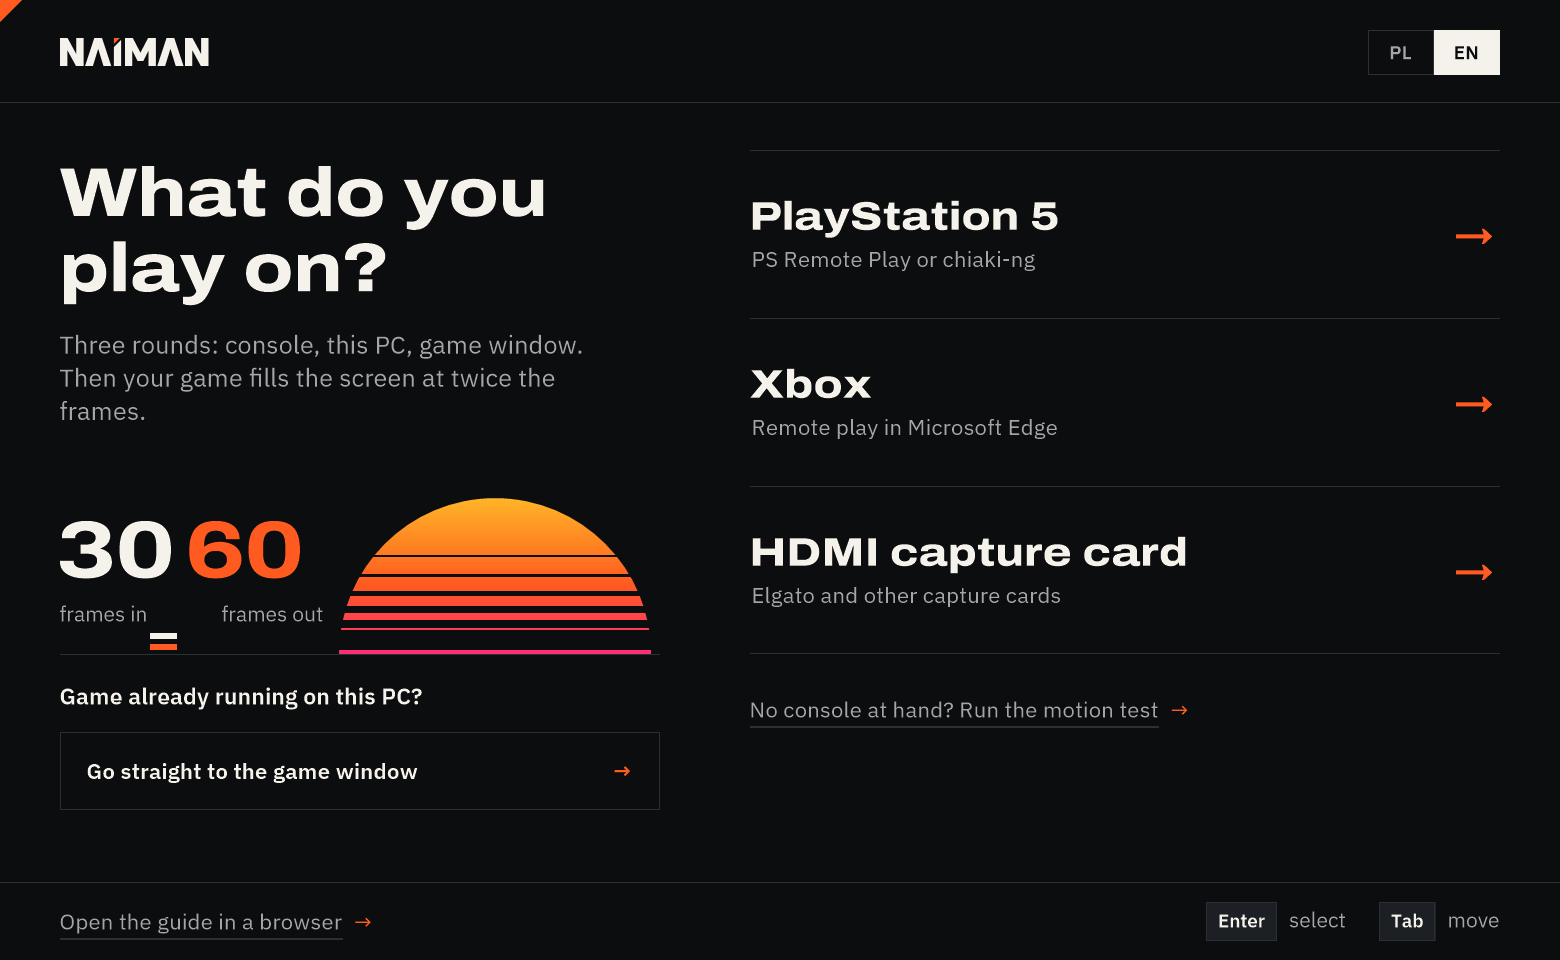 NAIMAN
PL EN
What do you
play on?
Three rounds: console, this PC, game window.
Then your game fills the screen at twice the
frames.
30 60
frames in frames out
Game already running on this PC?
Go straight to the game window →
PlayStation 5
PS Remote Play or chiaki-ng
→
Xbox
Remote play in Microsoft Edge
→
HDMI capture card
Elgato and other capture cards
→
No console at hand? Run the motion test →
Open the guide in a browser →
Enter select Tab move